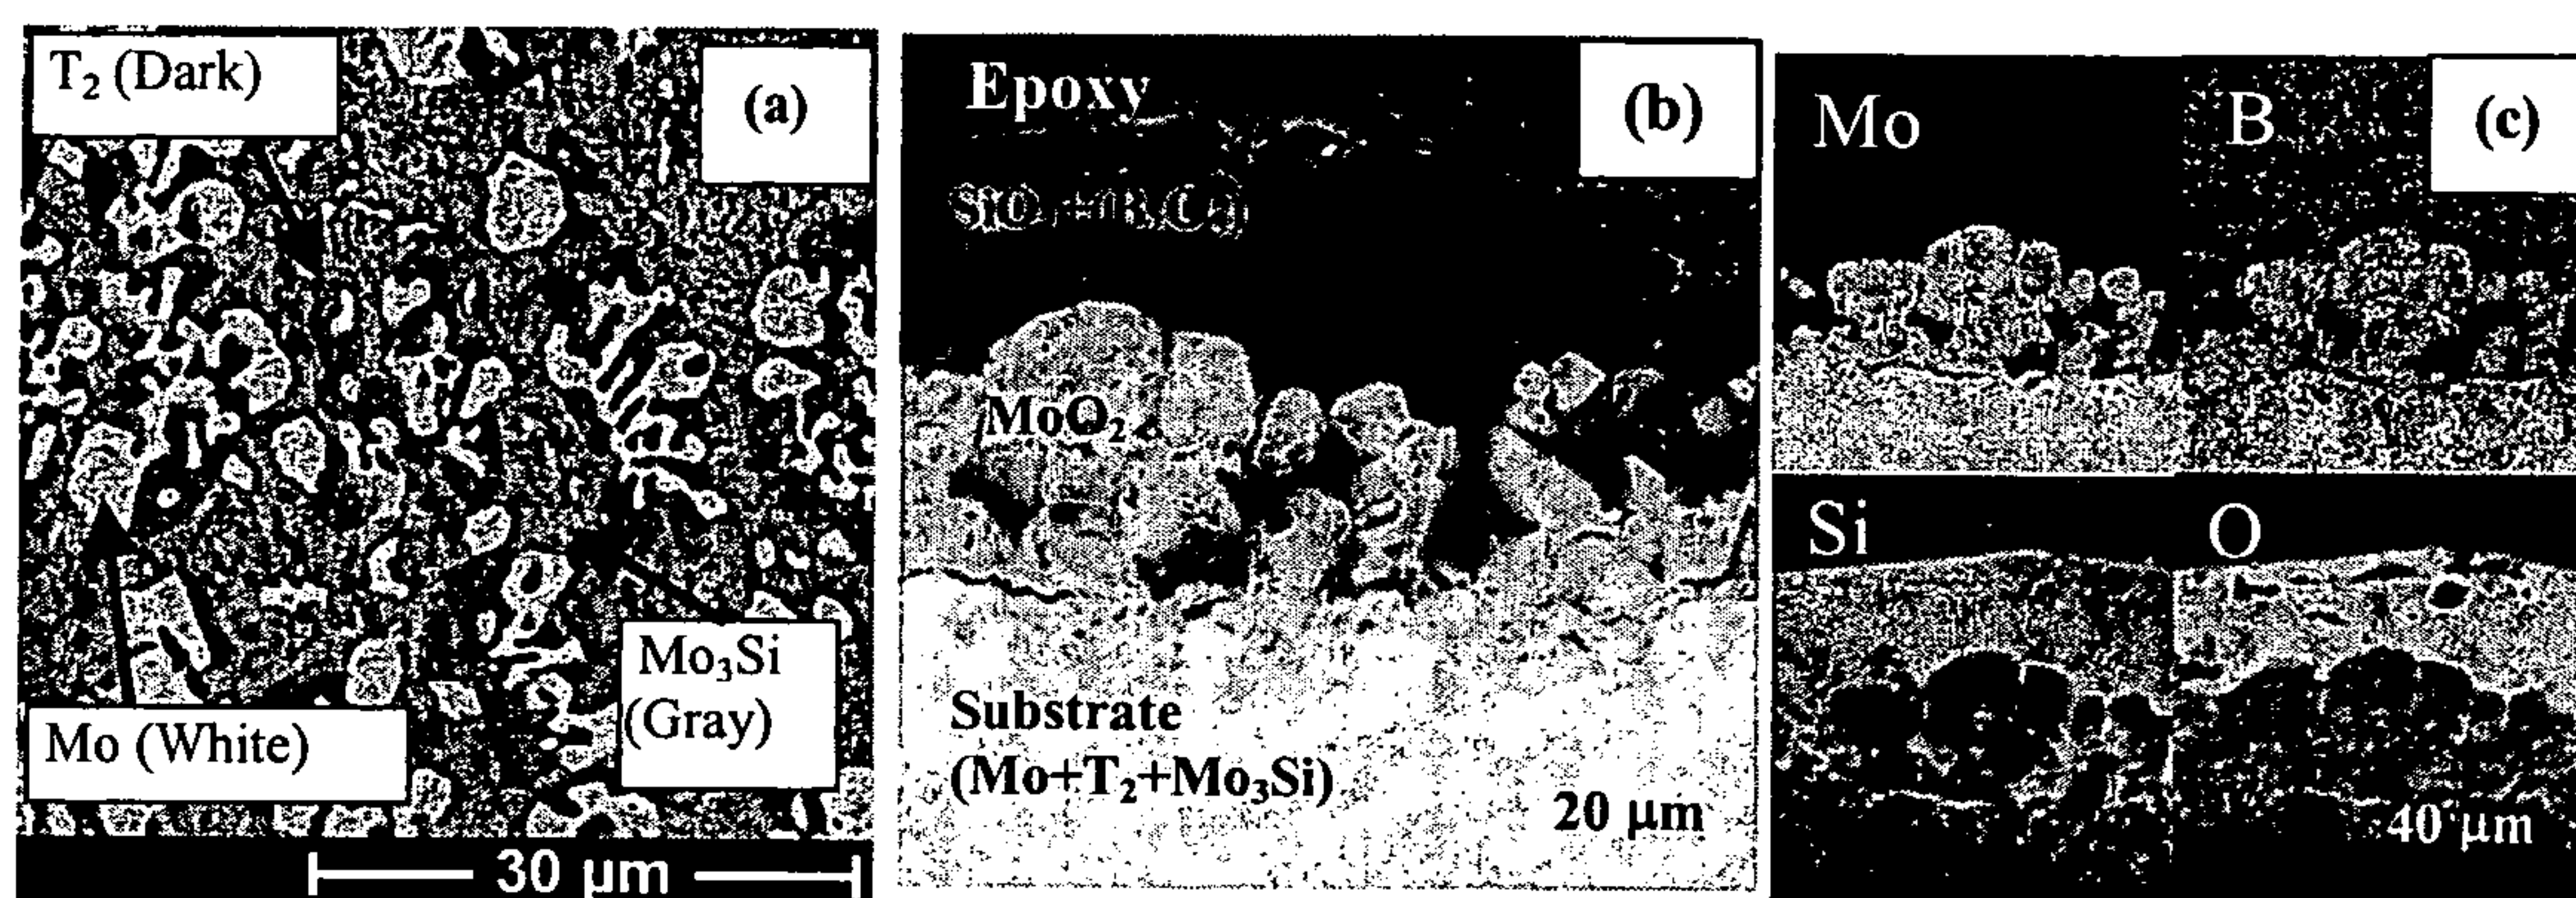 T₂ (Dark)
(a)
Mo (White)
Mo₃Si
(Gray)
30 μm
Epoxy
(b)
MoO₂
Substrate
(Mo+T₂+Mo₃Si)
20 μm
Mo
B
(c)
Si
O
40 μm